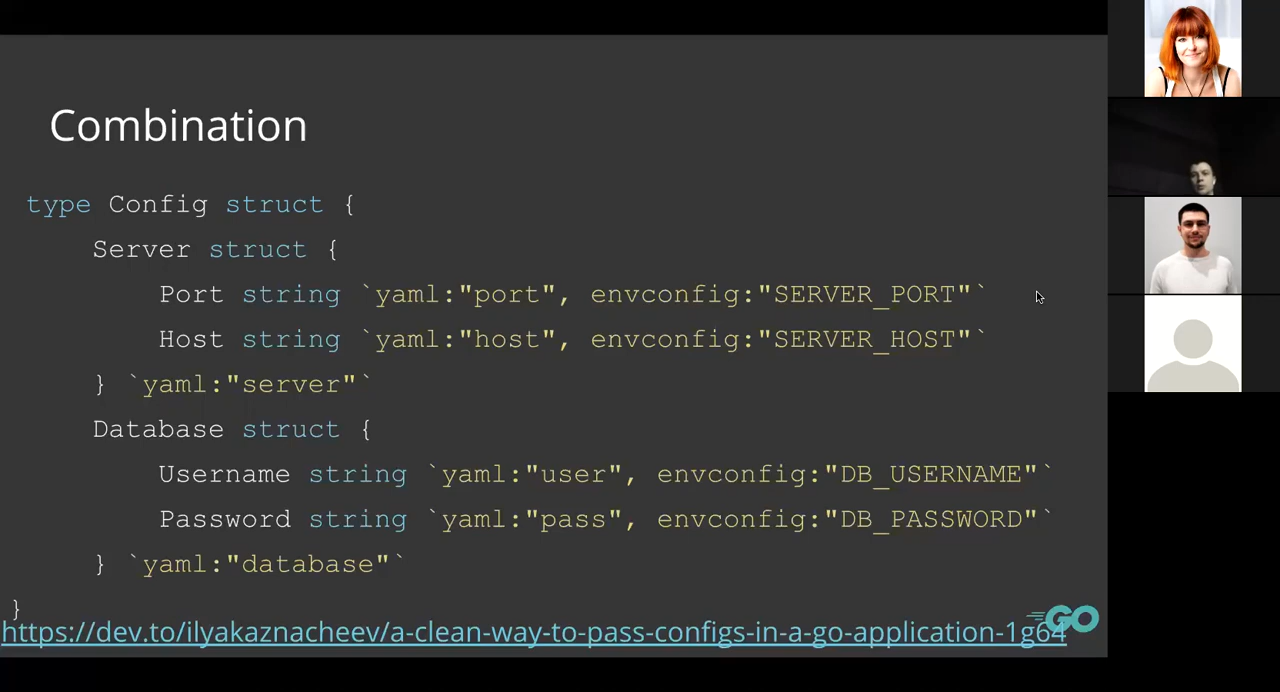 Combination
type Config struct {
Server struct {
Port string `yaml:"port", envconfig:"SERVER_PORT"`
Host string `yaml:"host", envconfig:"SERVER_HOST"`
} `yaml:"server"`
Database struct {
Username string `yaml:"user", envconfig:"DB_USERNAME"`
Password string `yaml:"pass", envconfig:"DB_PASSWORD"`
} `yaml:"database"`
}
https://dev.to/ilyakaznacheev/a-clean-way-to-pass-configs-in-a-go-application-1g64
GO